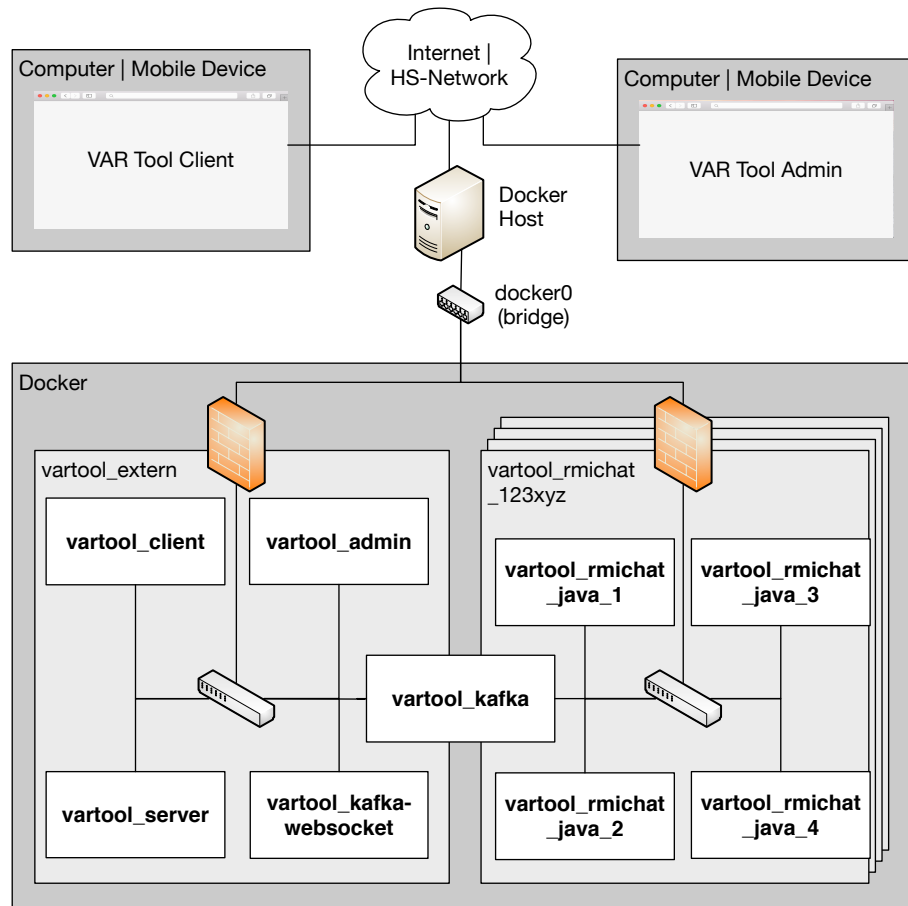 Internet |
HS-Network
Computer | Mobile Device
VAR Tool Client
Computer | Mobile Device
VAR Tool Admin
Docker
Host
docker0
(bridge)
Docker
vartool_extern
vartool_client
vartool_admin
vartool_server
vartool_kafka-
websocket
vartool_kafka
vartool_rmichat
_123xyz
vartool_rmichat
_java_1
vartool_rmichat
_java_3
vartool_rmichat
_java_2
vartool_rmichat
_java_4